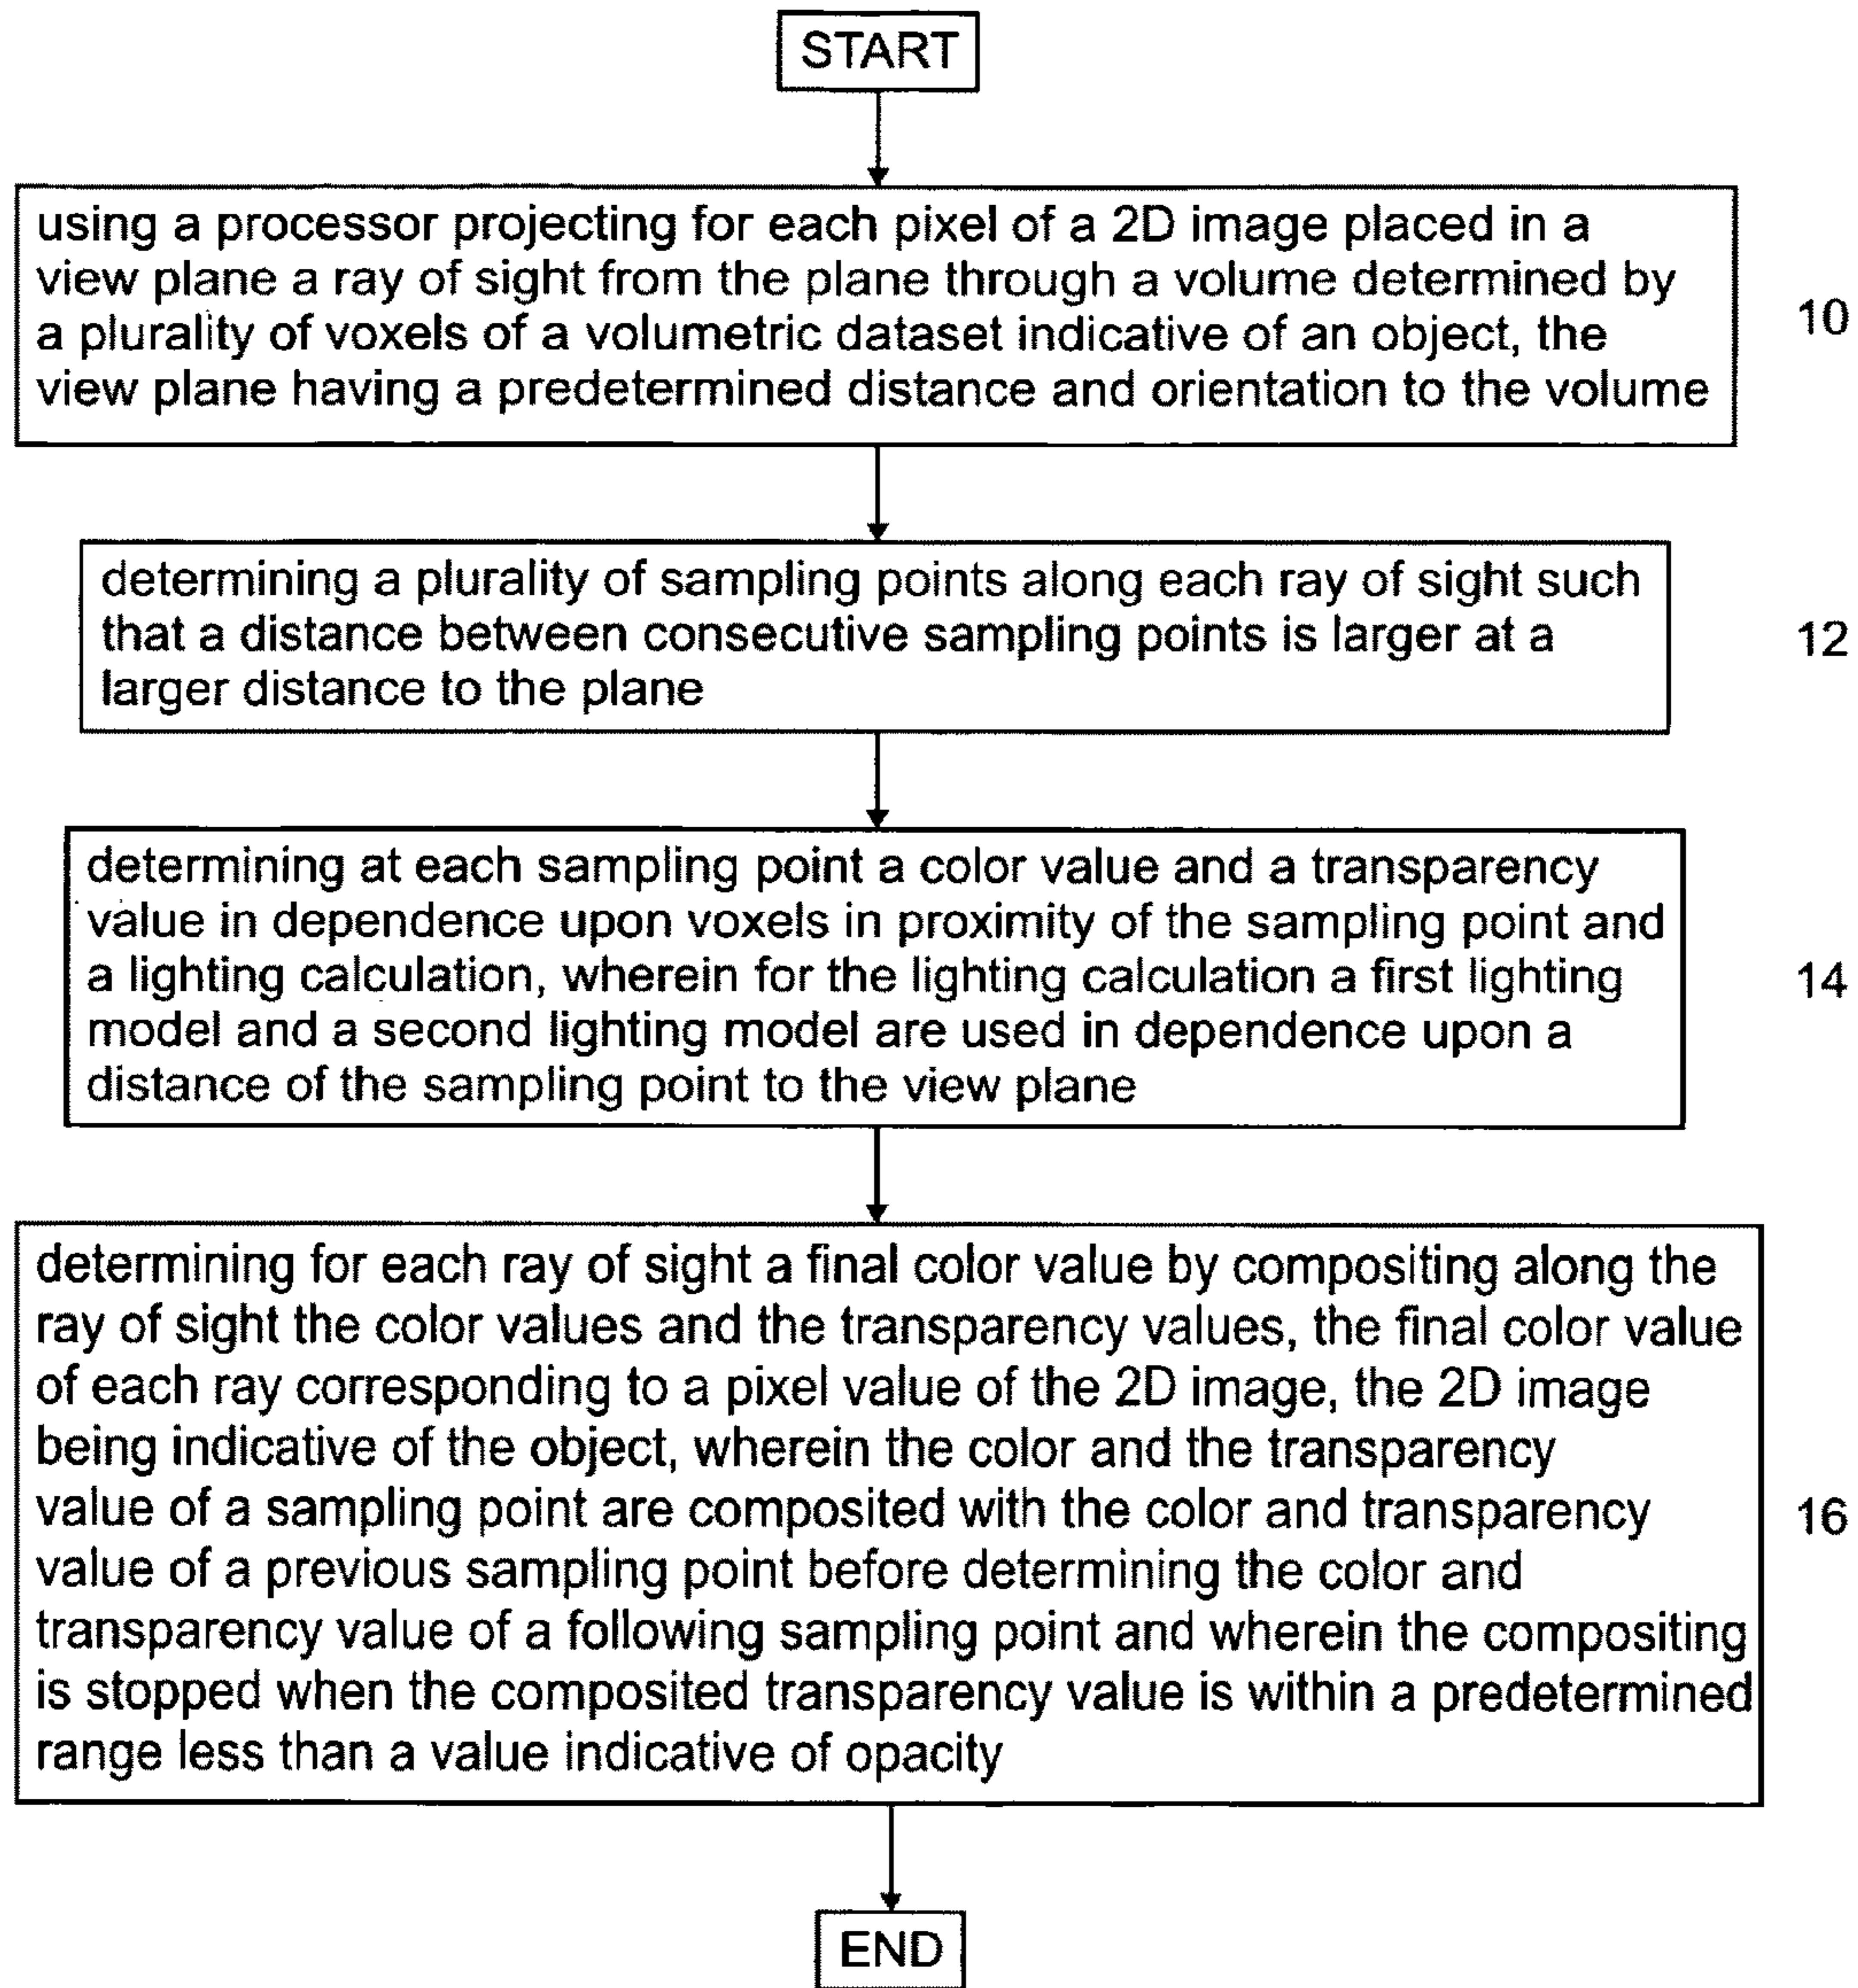 START
using a processor projecting for each pixel of a 2D image placed in a
view plane a ray of sight from the plane through a volume determined by
a plurality of voxels of a volumetric dataset indicative of an object, the
view plane having a predetermined distance and orientation to the volume
10
determining a plurality of sampling points along each ray of sight such
that a distance between consecutive sampling points is larger at a
larger distance to the plane
12
determining at each sampling point a color value and a transparency
value in dependence upon voxels in proximity of the sampling point and
a lighting calculation, wherein for the lighting calculation a first lighting
model and a second lighting model are used in dependence upon a
distance of the sampling point to the view plane
14
determining for each ray of sight a final color value by compositing along the
ray of sight the color values and the transparency values, the final color value
of each ray corresponding to a pixel value of the 2D image, the 2D image
being indicative of the object, wherein the color and the transparency
value of a sampling point are composited with the color and transparency
value of a previous sampling point before determining the color and
transparency value of a following sampling point and wherein the compositing
is stopped when the composited transparency value is within a predetermined
range less than a value indicative of opacity
16
END